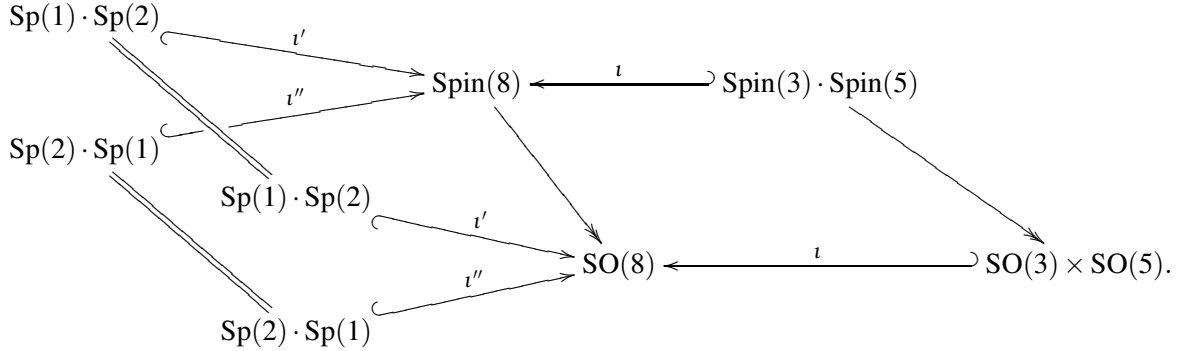 Sp(1) · Sp(2)
ι′
Spin(8)
ι
Spin(3) · Spin(5)
ι″
Sp(2) · Sp(1)
Sp(1) · Sp(2)
ι′
SO(8)
ι
SO(3) × SO(5).
ι″
Sp(2) · Sp(1)